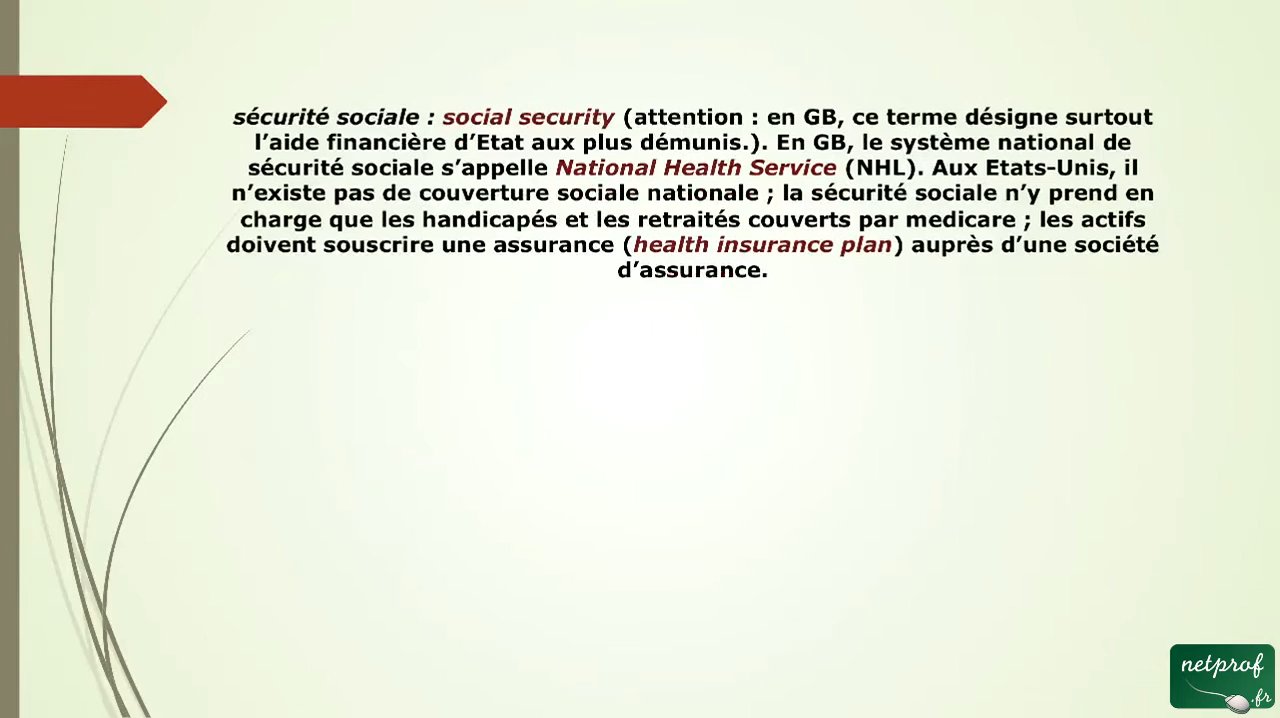 sécurité sociale : social security (attention : en GB, ce terme désigne surtout
l’aide financière d’Etat aux plus démunis.). En GB, le système national de
sécurité sociale s’appelle National Health Service (NHL). Aux Etats-Unis, il
n’existe pas de couverture sociale nationale ; la sécurité sociale n’y prend en
charge que les handicapés et les retraités couverts par medicare ; les actifs
doivent souscrire une assurance (health insurance plan) auprès d’une société
d’assurance.
netprof
.fr